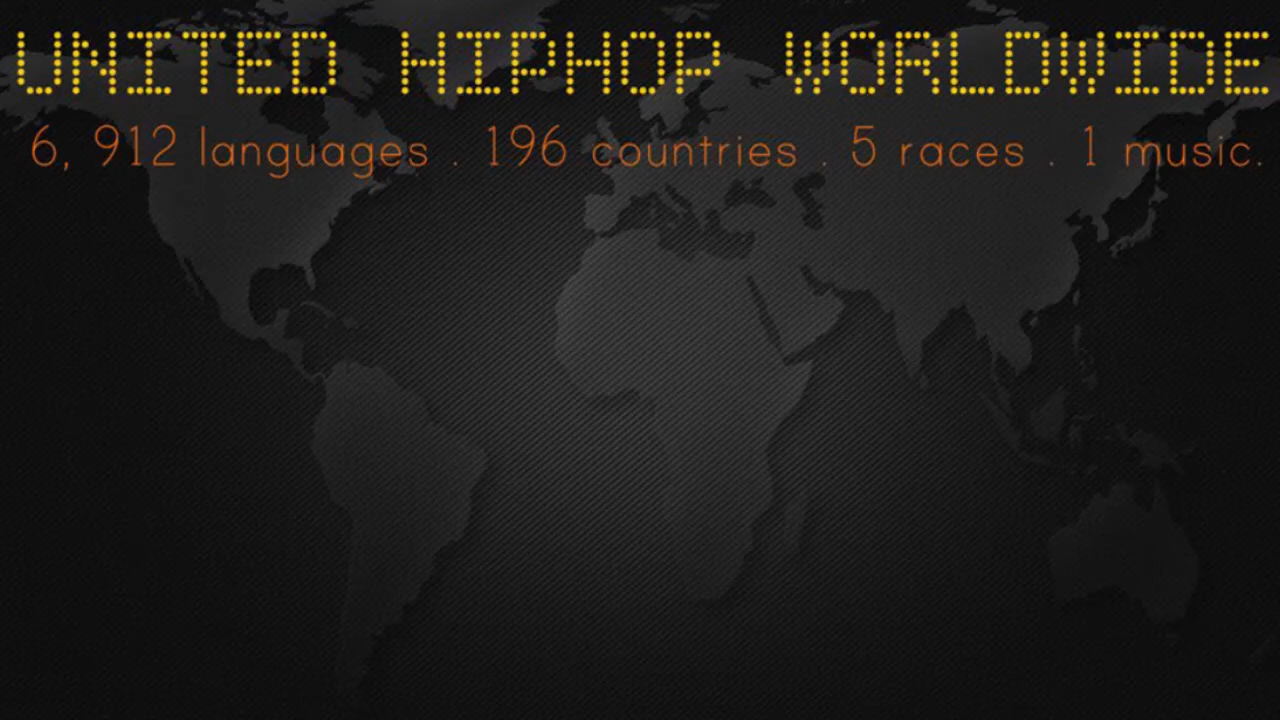 UNITED HIPHOP WORLDWIDE
6, 912 languages . 196 countries . 5 races . 1 music.